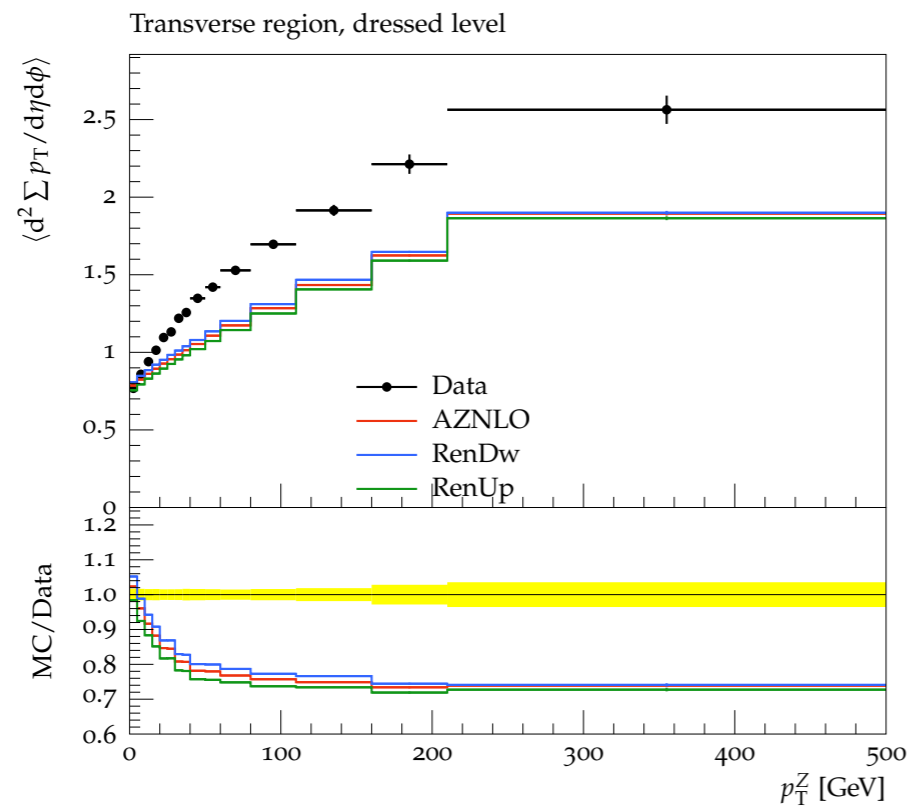 Transverse region, dressed level
⟨d² ∑ p_T/dηdϕ⟩
2.5
2
1.5
1
0.5
0
Data
AZNLO
RenDw
RenUp
MC/Data
1.2
1.1
1.0
0.9
0.8
0.7
0.6
0 100 200 300 400 500
p_T^Z [GeV]